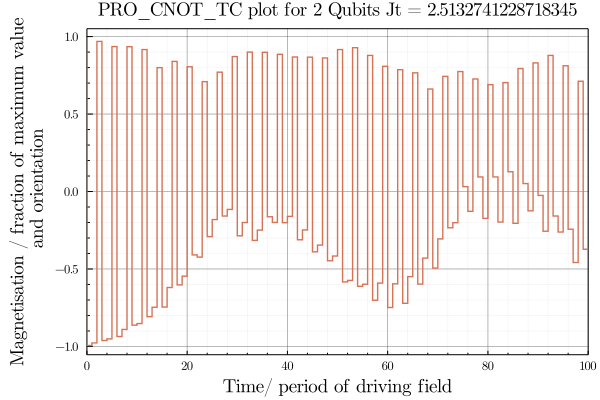 PRO_CNOT_TC plot for 2 Qubits Jt = 2.5132741228718345
Magnetisation / fraction of maximum value
and orientation
1.0
0.5
0.0
−0.5
−1.0
0 20 40 60 80 100
Time/ period of driving field